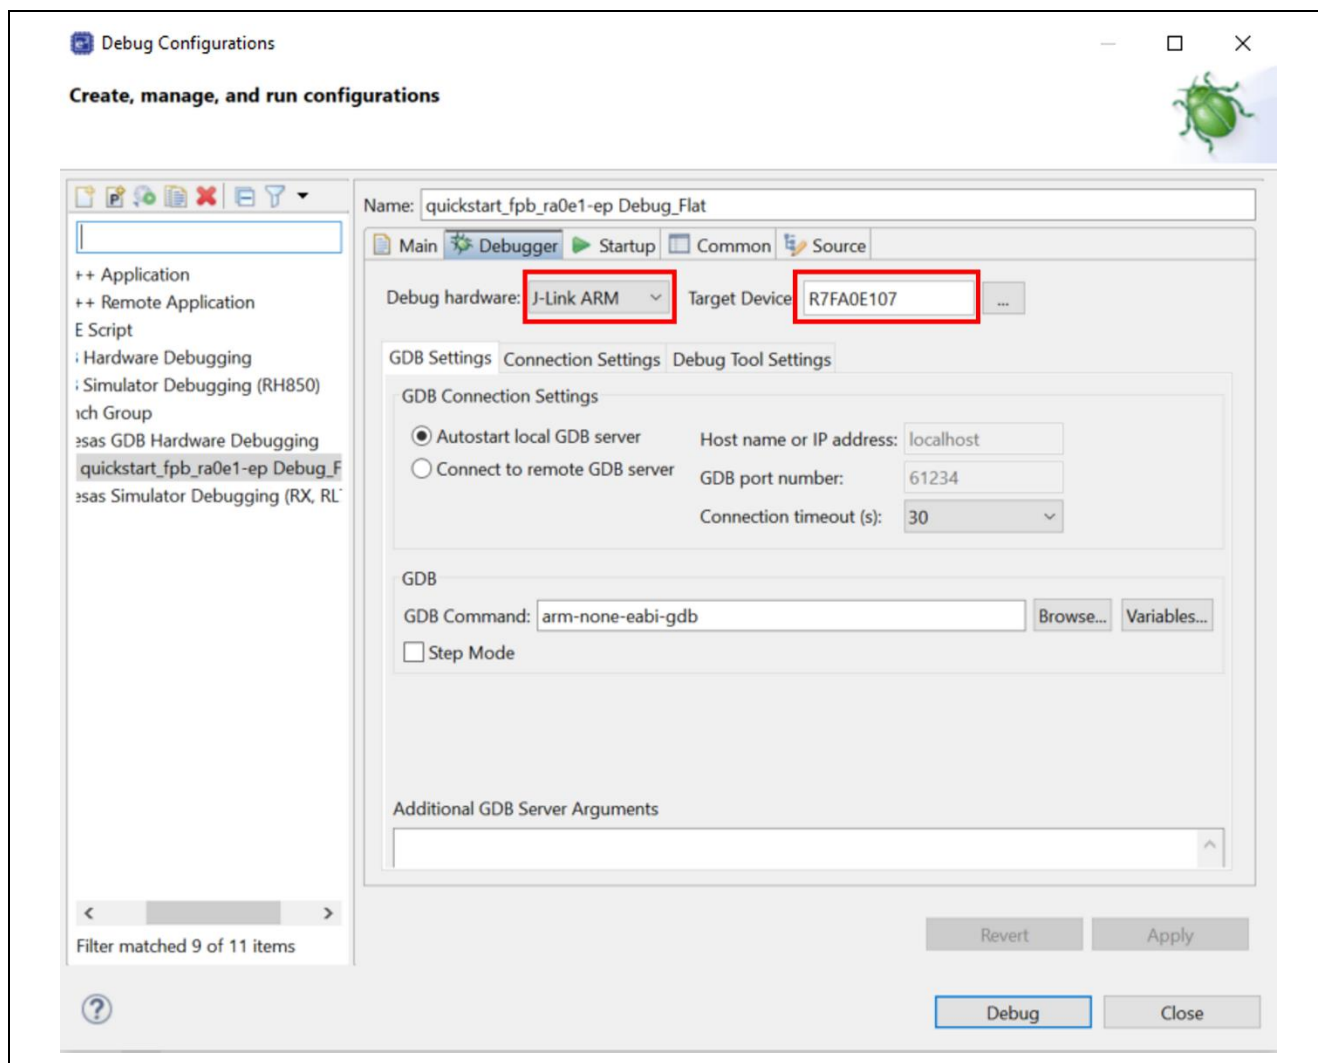 Debug Configurations
Create, manage, and run configurations
Name: quickstart_fpb_ra0e1-ep Debug_Flat
Main Debugger Startup Common Source
++ Application
++ Remote Application
E Script
Hardware Debugging
Simulator Debugging (RH850)
nch Group
esas GDB Hardware Debugging
quickstart_fpb_ra0e1-ep Debug_F
esas Simulator Debugging (RX, RL
Filter matched 9 of 11 items
Debug hardware: J-Link ARM Target Device R7FA0E107 ...
GDB Settings Connection Settings Debug Tool Settings
GDB Connection Settings
Autostart local GDB server
Connect to remote GDB server
Host name or IP address: localhost
GDB port number: 61234
Connection timeout (s): 30
GDB
GDB Command: arm-none-eabi-gdb Browse... Variables...
Step Mode
Additional GDB Server Arguments
Revert Apply
? Debug Close